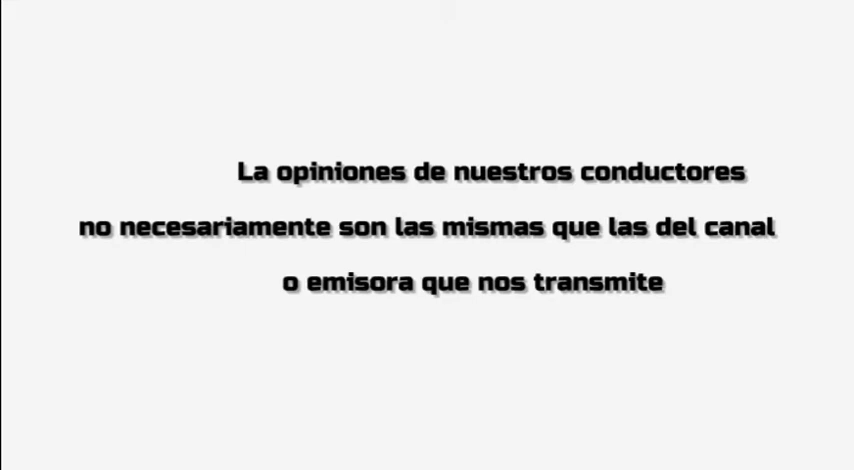 La opiniones de nuestros conductores
no necesariamente son las mismas que las del canal
o emisora que nos transmite